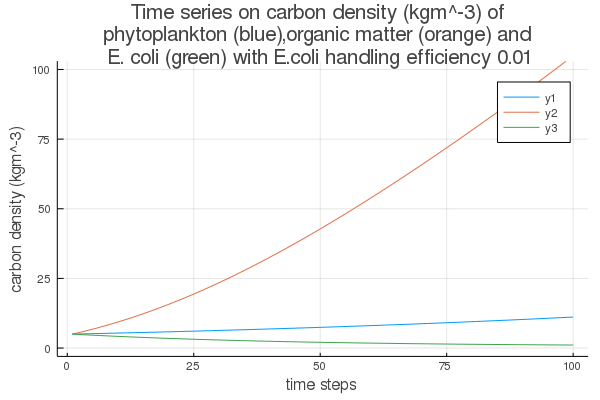 Time series on carbon density (kgm^-3) of
phytoplankton (blue),organic matter (orange) and
E. coli (green) with E.coli handling efficiency 0.01
100
75
50
25
0
carbon density (kgm^-3)
y1
y2
y3
0
25
50
75
100
time steps